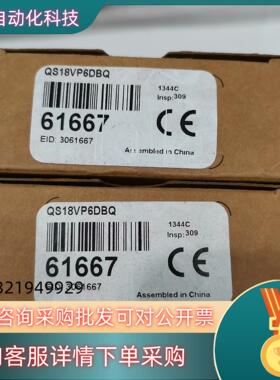 自动化科技
QS18VP6DBQ
1344C
Insp: 309
61667
EID: 3061667
CE
Assembled in China
QS18VP6DBQ
1344C
Insp: 309
61667
3061667
CE
821949929
Assembled in China
咨询采购批发可对公开票
客服详情下单采购